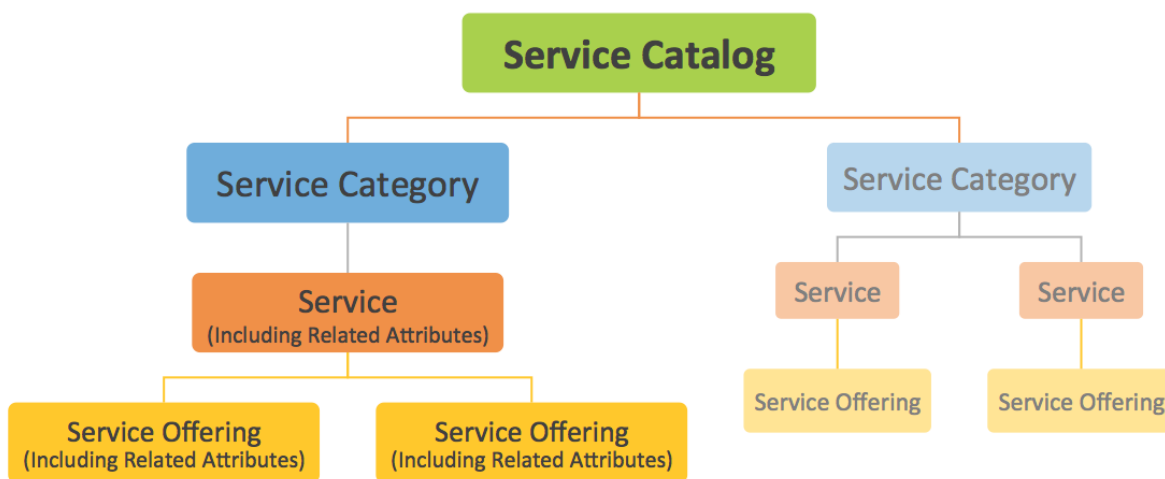 Service Catalog
Service Category
Service Category
Service
(Including Related Attributes)
Service
Service
Service Offering
(Including Related Attributes)
Service Offering
(Including Related Attributes)
Service Offering
Service Offering